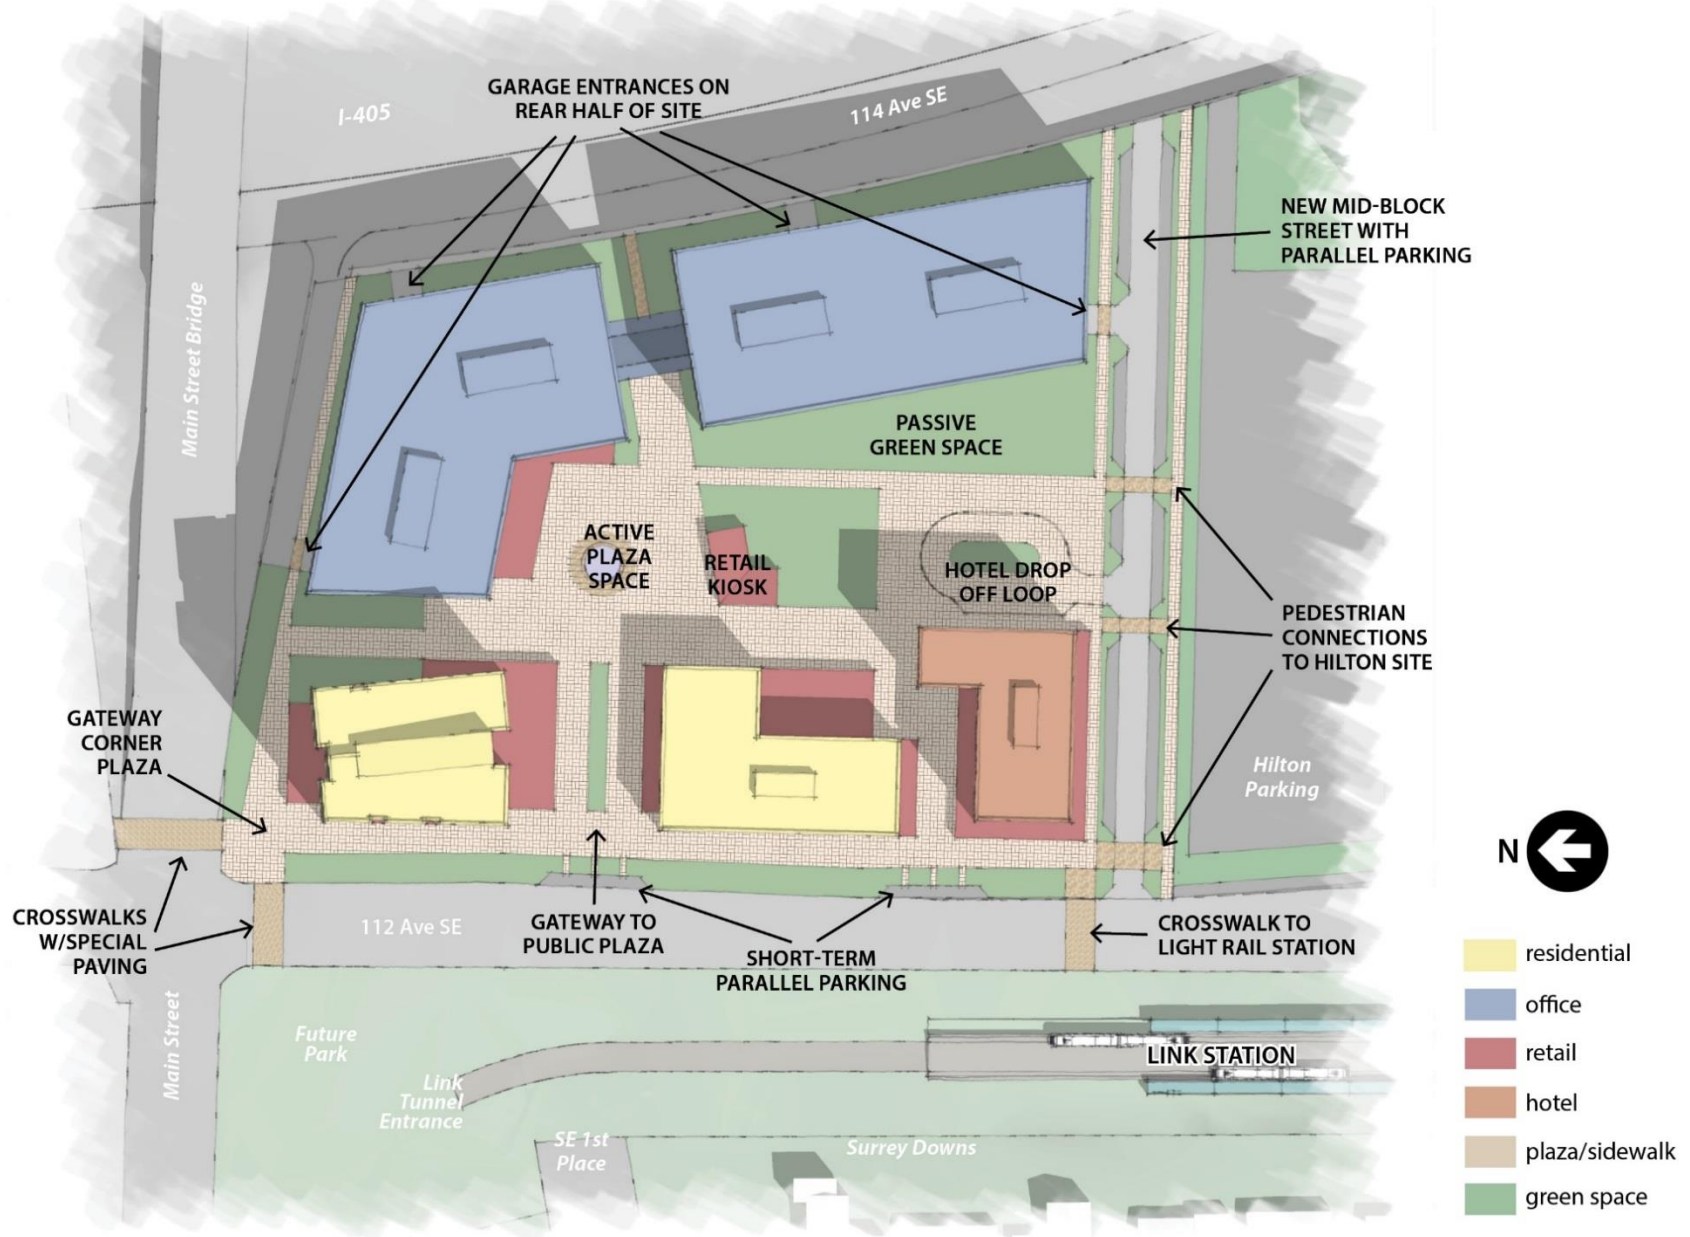 GARAGE ENTRANCES ON
REAR HALF OF SITE
I-405
114 Ave SE
NEW MID-BLOCK
STREET WITH
PARALLEL PARKING
Main Street Bridge
PASSIVE
GREEN SPACE
ACTIVE
PLAZA
SPACE
RETAIL
KIOSK
HOTEL DROP
OFF LOOP
PEDESTRIAN
CONNECTIONS
TO HILTON SITE
GATEWAY
CORNER
PLAZA
Hilton
Parking
N
CROSSWALKS
W/SPECIAL
PAVING
112 Ave SE
GATEWAY TO
PUBLIC PLAZA
SHORT-TERM
PARALLEL PARKING
CROSSWALK TO
LIGHT RAIL STATION
residential
office
retail
hotel
plaza/sidewalk
green space
Main Street
Future
Park
Link
Tunnel
Entrance
LINK STATION
SE 1st
Place
Surrey Downs